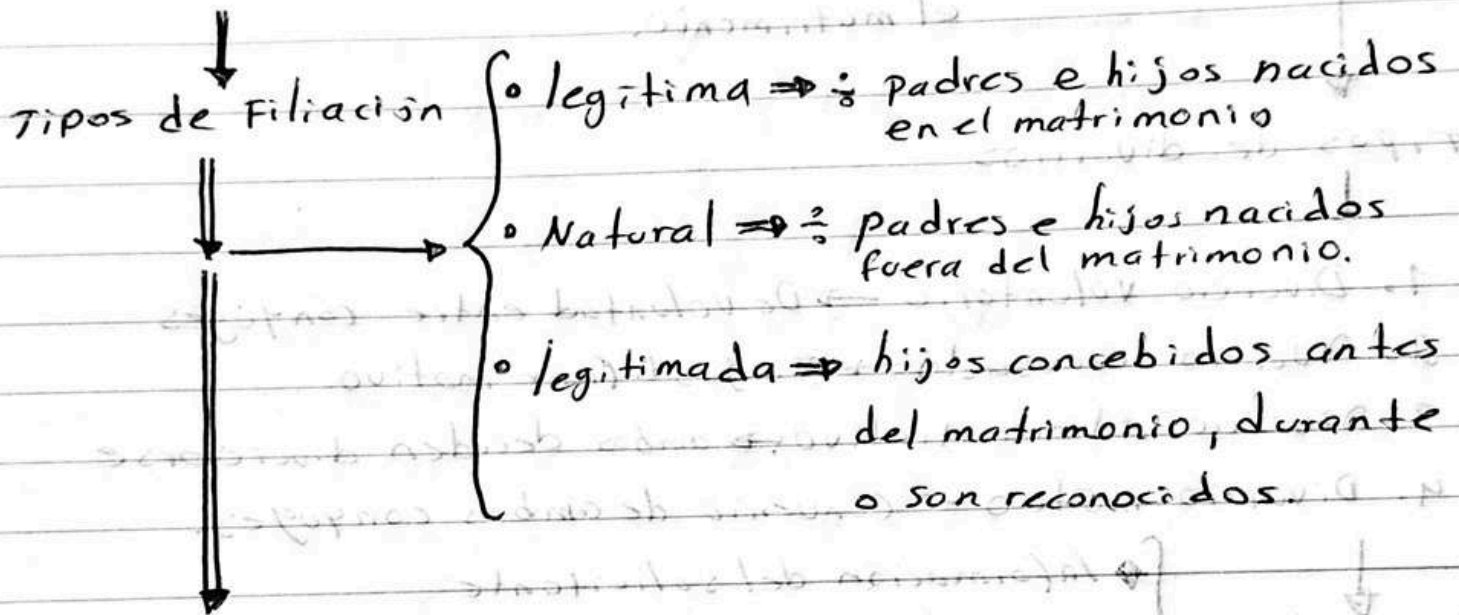 Tipos de Filiación
• legítima ⇒ ÷ padres e hijos nacidos
en el matrimonio
• Natural ⇒ ÷ padres e hijos nacidos
fuera del matrimonio.
• legitimada ⇒ hijos concebidos antes
del matrimonio, durante
o son reconocidos.